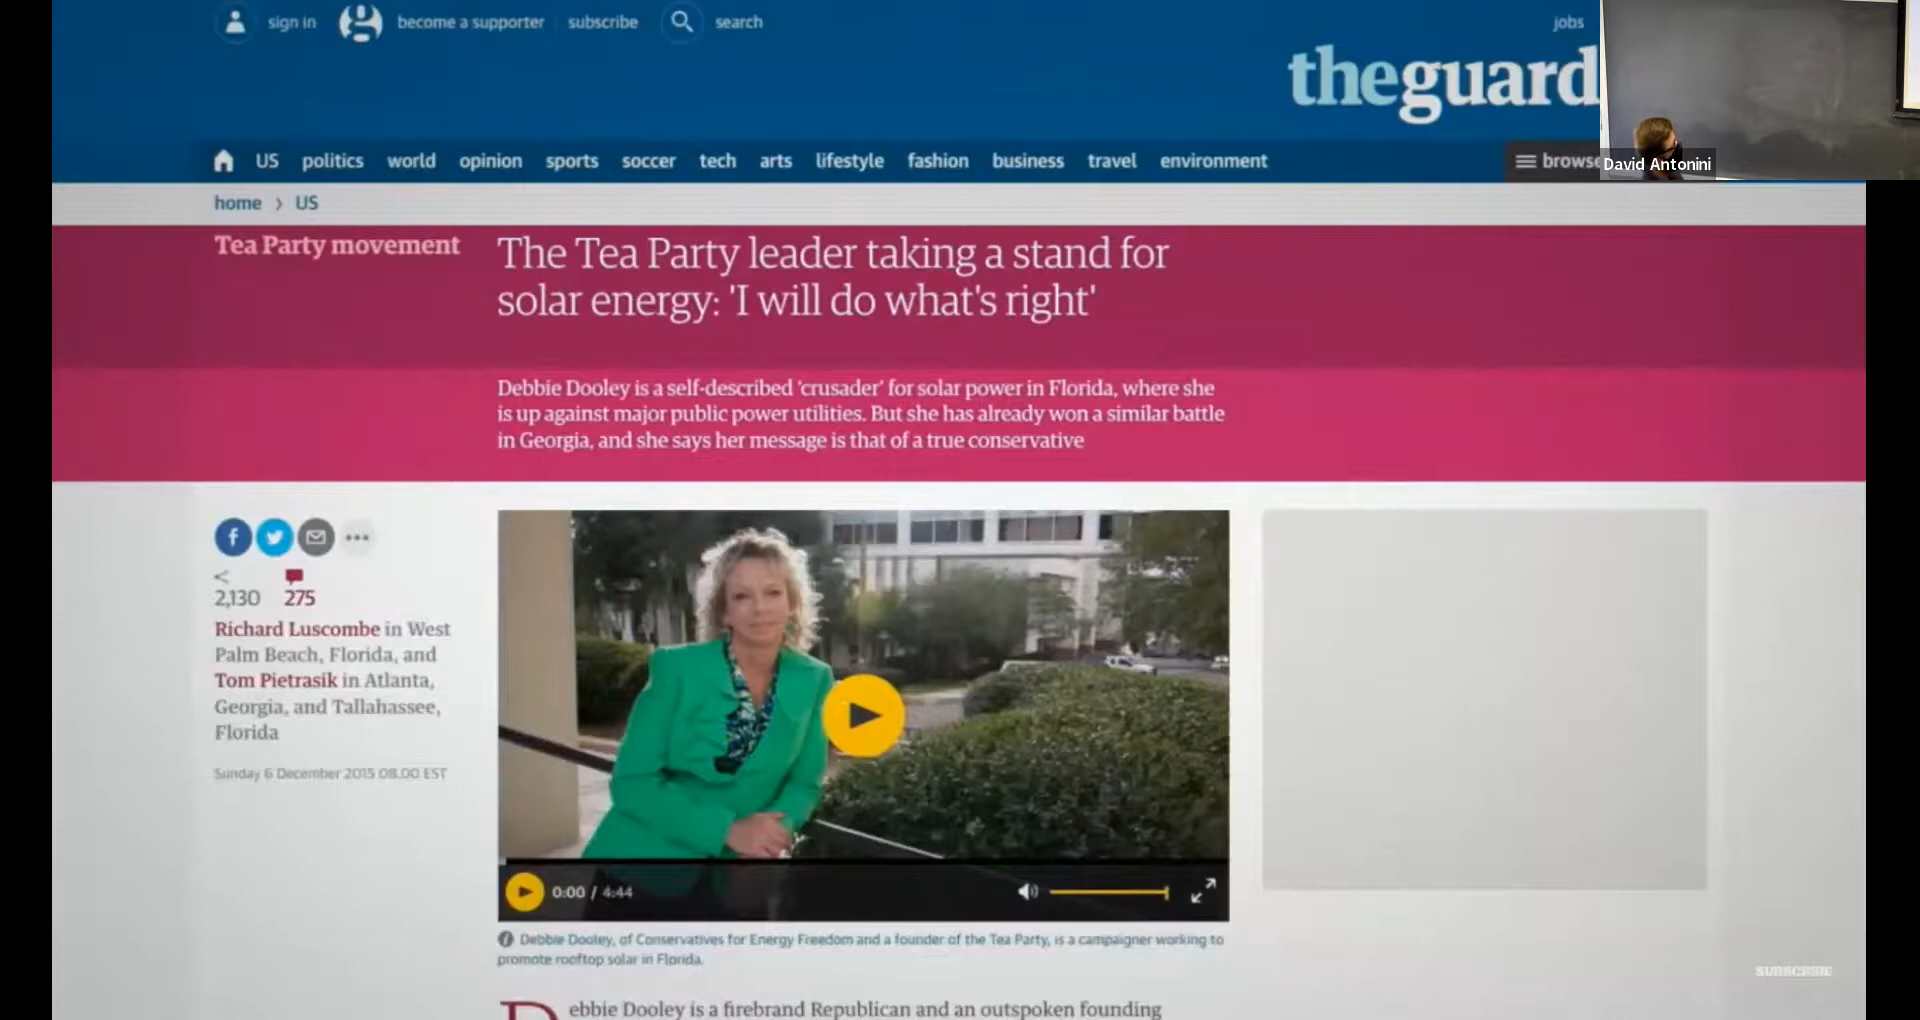 sign in
become a supporter
subscribe
search
jobs
theguard
US
politics
world
opinion
sports
soccer
tech
arts
lifestyle
fashion
business
travel
environment
browse
David Antonini
home > US
Tea Party movement
The Tea Party leader taking a stand for
solar energy: 'I will do what's right'
Debbie Dooley is a self-described 'crusader' for solar power in Florida, where she
is up against major public power utilities. But she has already won a similar battle
in Georgia, and she says her message is that of a true conservative
2,130
275
Richard Luscombe in West
Palm Beach, Florida, and
Tom Pietrasik in Atlanta,
Georgia, and Tallahassee,
Florida
Sunday 6 December 2015 08.00 EST
0:00 / 4:44
Debbie Dooley, of Conservatives for Energy Freedom and a founder of the Tea Party, is a campaigner working to
promote rooftop solar in Florida.
SUBSCRIBE
Debbie Dooley is a firebrand Republican and an outspoken founding